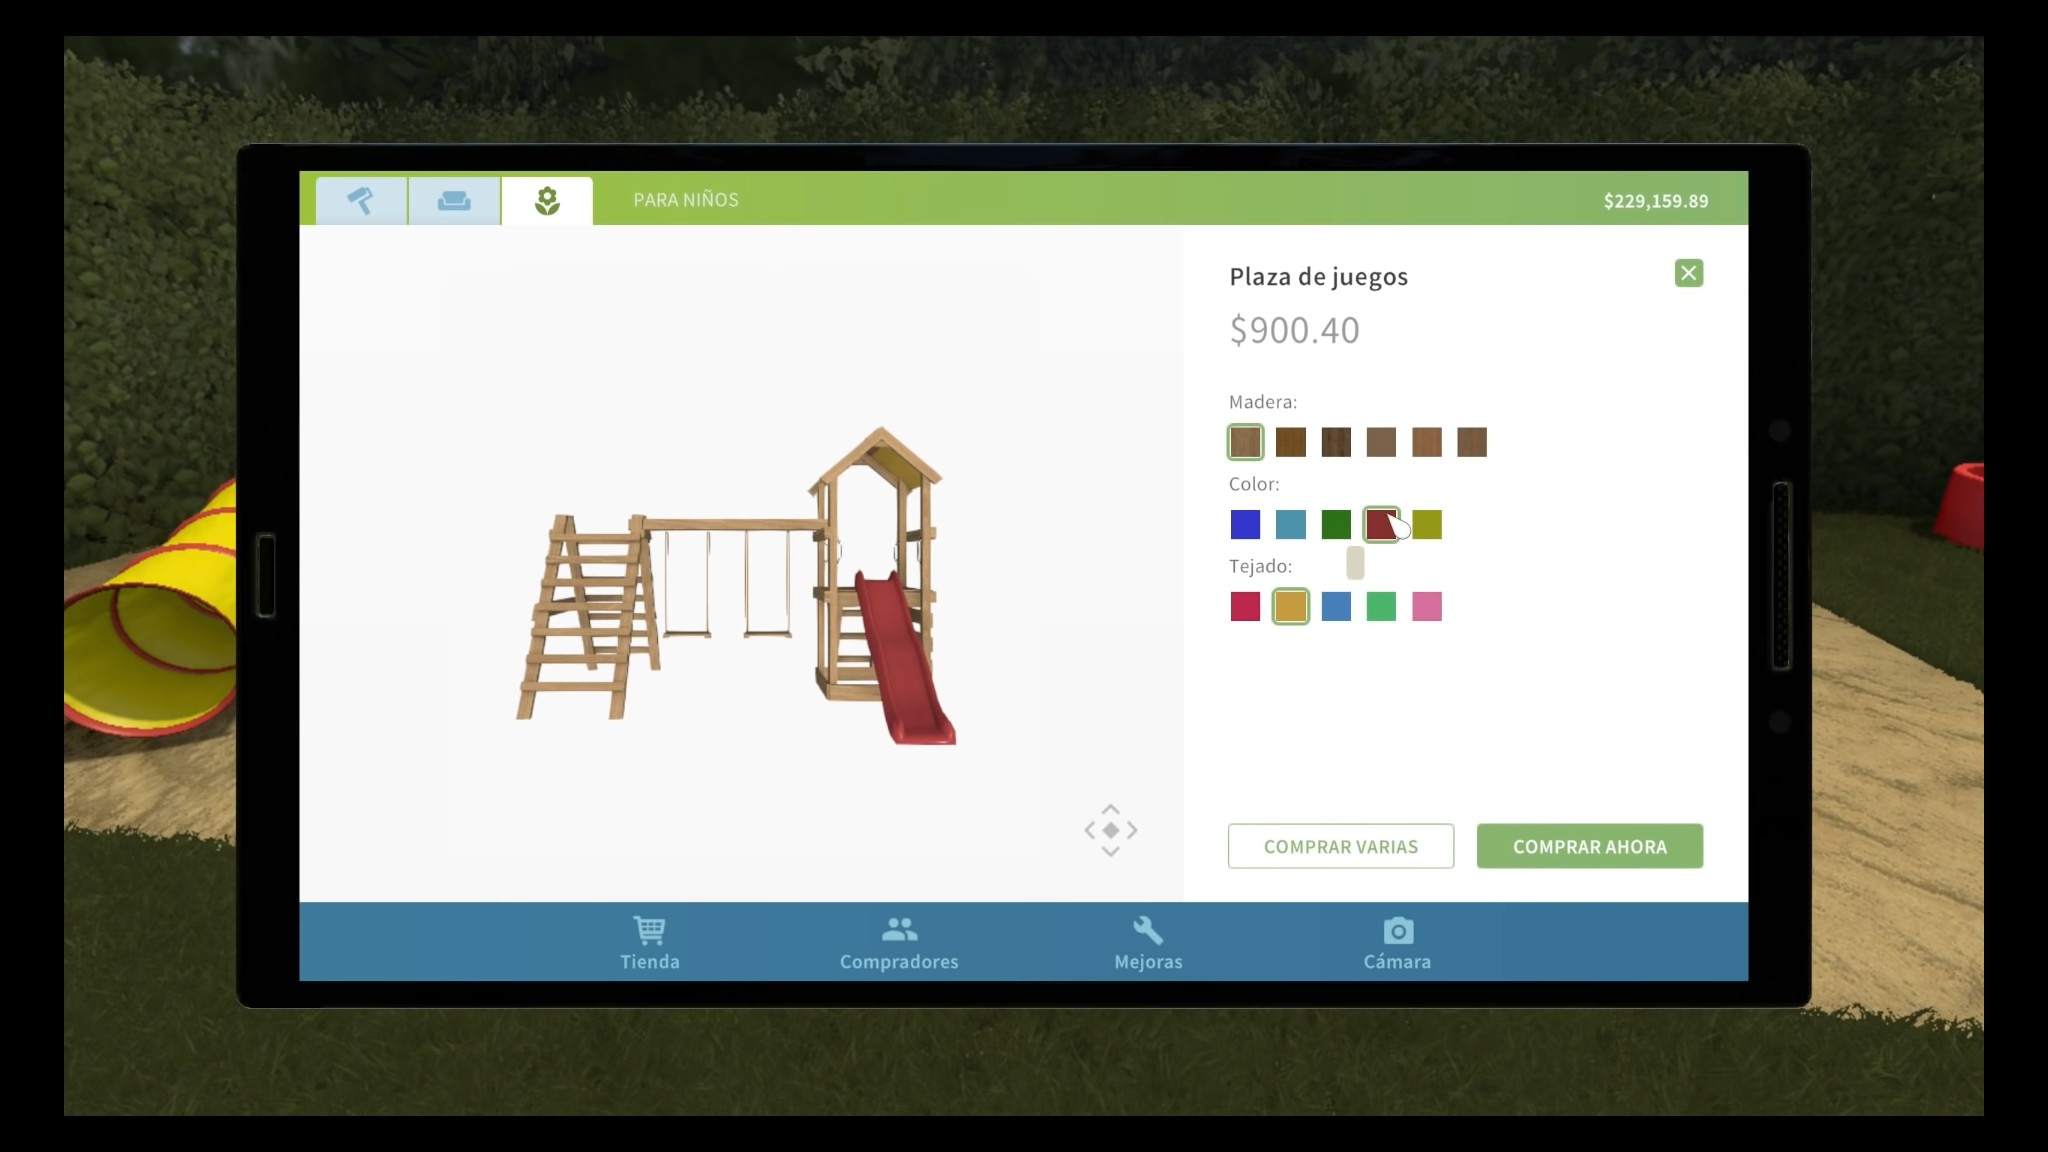 PARA NIÑOS
$229,159.89
Plaza de juegos
$900.40
Madera:
Color:
Tejado:
COMPRAR VARIAS
COMPRAR AHORA
Tienda
Compradores
Mejoras
Cámara